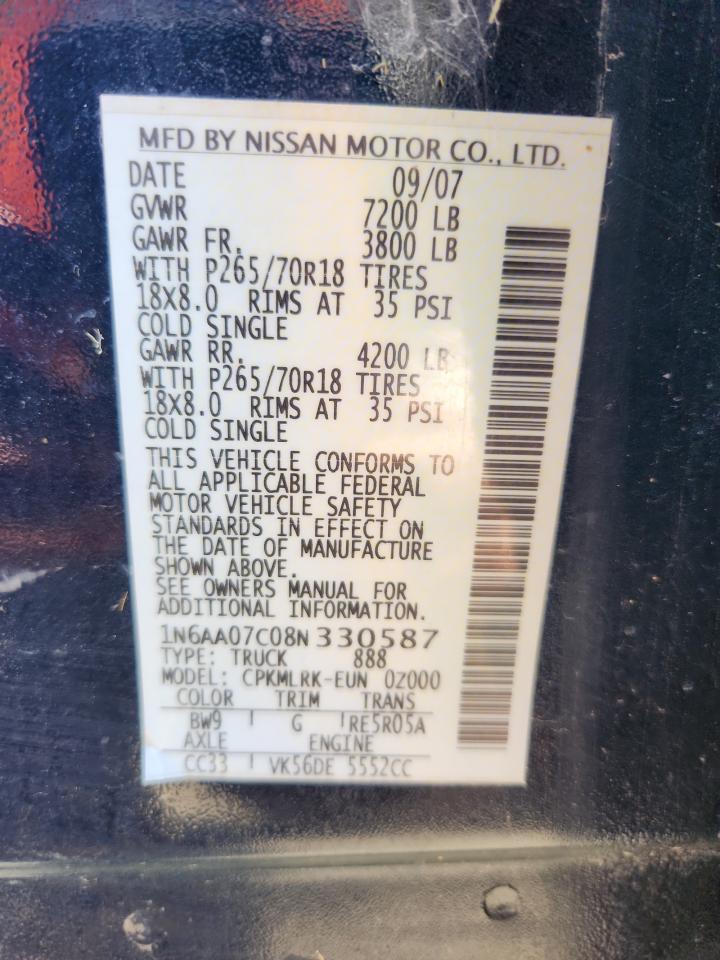 MFD BY NISSAN MOTOR CO., LTD.
DATE 09/07
GVWR 7200 LB
GAWR FR. 3800 LB
WITH P265/70R18 TIRES
18X8.0 RIMS AT 35 PSI
COLD SINGLE
GAWR RR. 4200 LB
WITH P265/70R18 TIRES
18X8.0 RIMS AT 35 PSI
COLD SINGLE
THIS VEHICLE CONFORMS TO
ALL APPLICABLE FEDERAL
MOTOR VEHICLE SAFETY
STANDARDS IN EFFECT ON
THE DATE OF MANUFACTURE
SHOWN ABOVE.
SEE OWNERS MANUAL FOR
ADDITIONAL INFORMATION.
1N6AA07C08N330587
TYPE: TRUCK 888
MODEL: CPKMLRK-EUN 0Z000
COLOR TRIM TRANS
BW9 G RE5R05A
AXLE ENGINE
CC33 VK56DE 5552CC